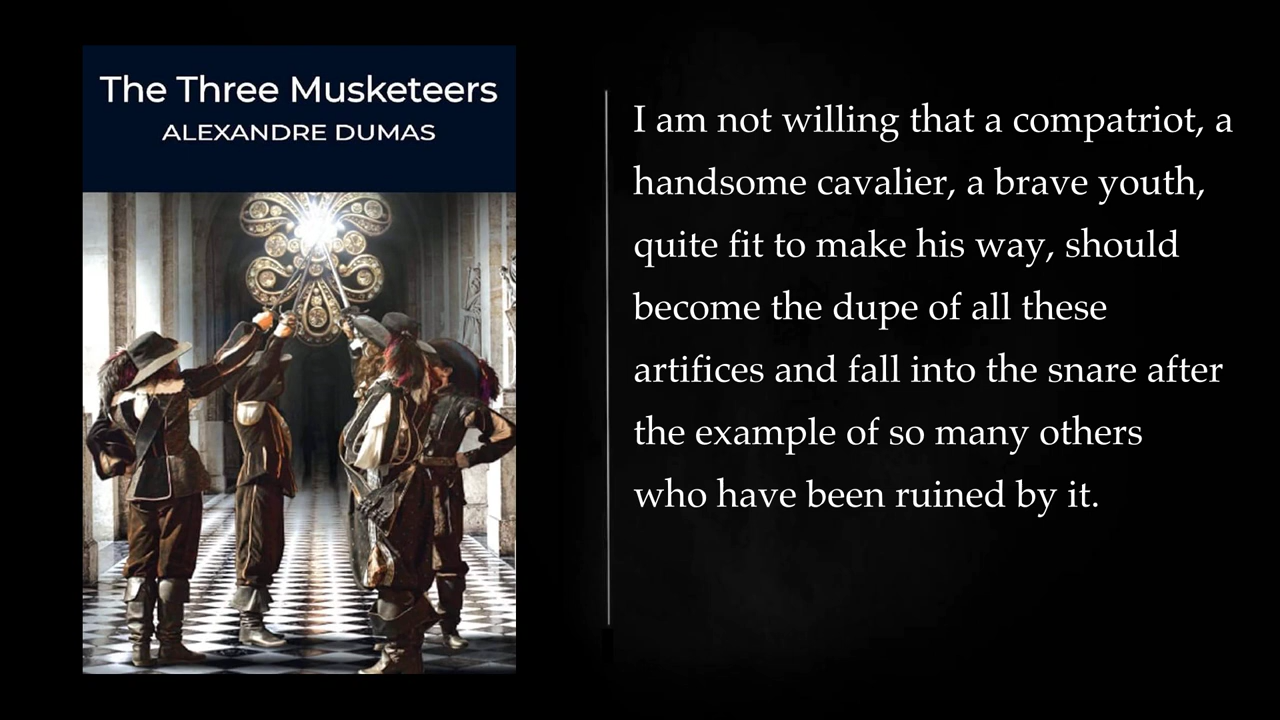 The Three Musketeers
ALEXANDRE DUMAS
I am not willing that a compatriot, a
handsome cavalier, a brave youth,
quite fit to make his way, should
become the dupe of all these
artifices and fall into the snare after
the example of so many others
who have been ruined by it.